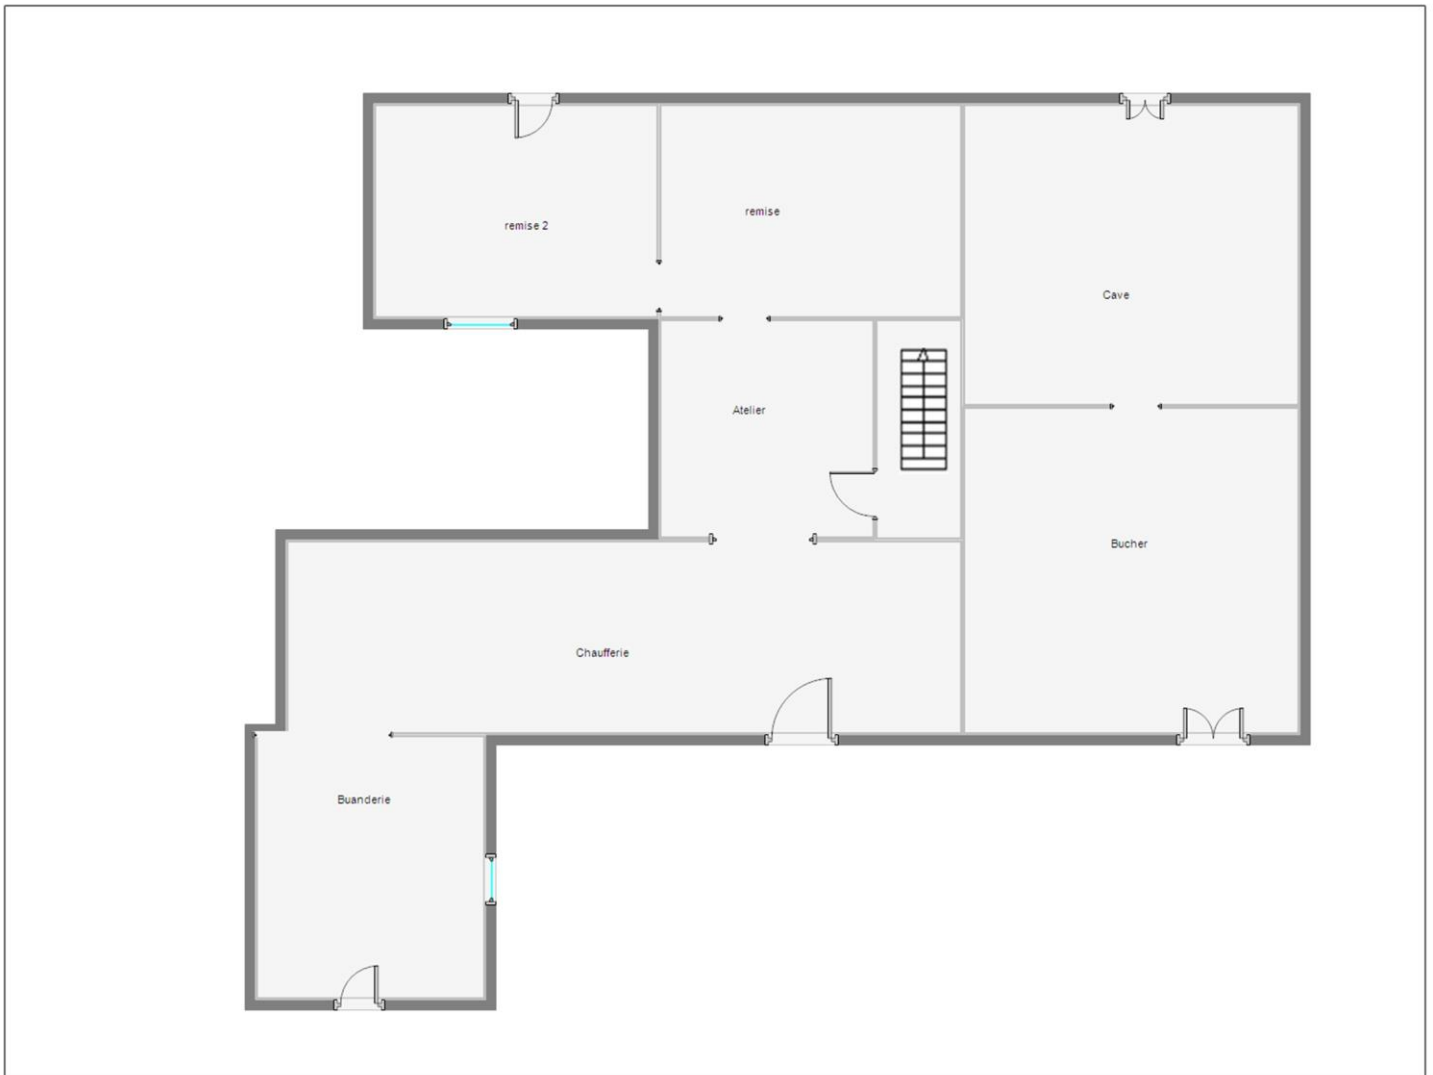 remise 2
remise
Cave
Atelier
Bucher
Chaufferie
Buanderie